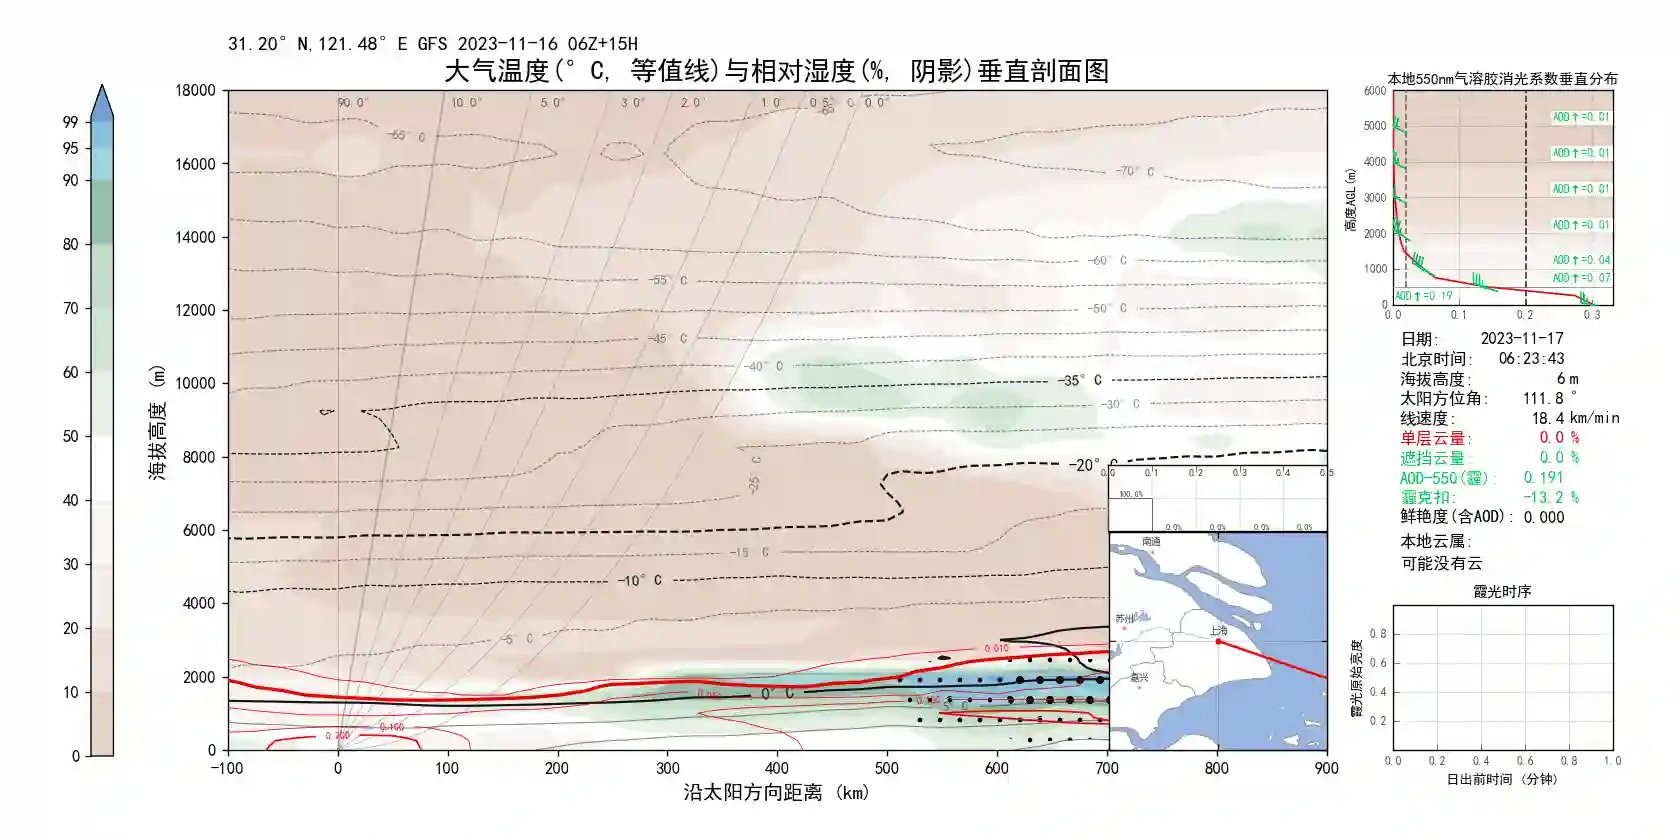 31.20°N,121.48°E GFS 2023-11-16 06Z+15H
大气温度(°C, 等值线)与相对湿度(%, 阴影)垂直剖面图
90.0° 10.0° 5.0° 3.0° 2.0° 1.0 0.5° 0.0°
99
95
90
80
70
60
50
40
30
20
10
0
海拔高度 (m)
18000
16000
14000
12000
10000
8000
6000
4000
2000
0
-65°C
-70°C
-60°C
-55°C
-50°C
-45°C
-40°C
-35°C
-30°C
-20°C
-25°C
-15°C
-10°C
-5°C
0°C
0.010
0.100
0.200
-100 0 100 200 300 400 500 600 700 800 900
沿太阳方向距离 (km)
0.0 0.1 0.2 0.3 0.4 0.5
100.0%
0.0% 0.0% 0.0% 0.0%
南通
苏州
上海
嘉兴
本地550nm气溶胶消光系数垂直分布
高度AGL(m)
6000
5000
4000
3000
2000
1000
0
AOD↑=0.01
AOD↑=0.01
AOD↑=0.01
AOD↑=0.01
AOD↑=0.04
AOD↑=0.07
AOD↑=0.19
0.0 0.1 0.2 0.3
日期: 2023-11-17
北京时间: 06:23:43
海拔高度: 6 m
太阳方位角: 111.8 °
线速度: 18.4 km/min
单层云量: 0.0 %
遮挡云量: 0.0 %
AOD-550(霾): 0.191
霾克扣: -13.2 %
鲜艳度(含AOD): 0.000
本地云属:
可能没有云
霞光时序
霞光原始亮度
0.8
0.6
0.4
0.2
0.0 0.2 0.4 0.6 0.8 1.0
日出前时间 (分钟)